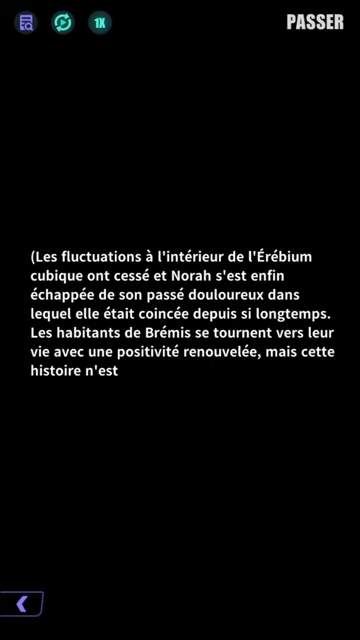 1X
PASSER
(Les fluctuations à l'intérieur de l'Érébium
cubique ont cessé et Norah s'est enfin
échappée de son passé douloureux dans
lequel elle était coincée depuis si longtemps.
Les habitants de Brémis se tournent vers leur
vie avec une positivité renouvelée, mais cette
histoire n'est